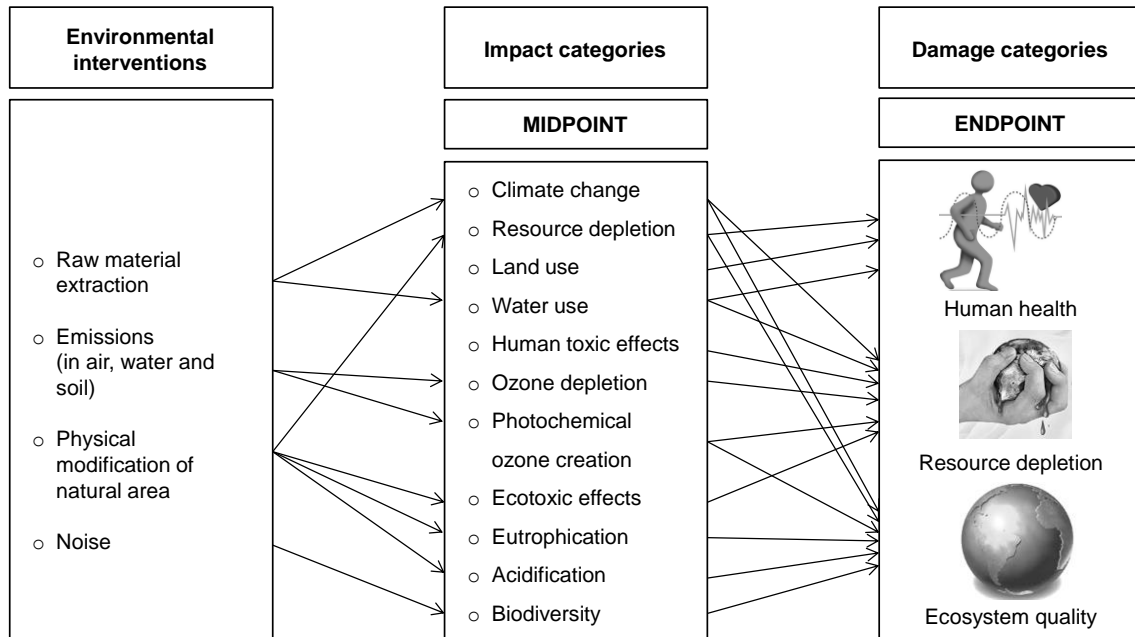 Environmental
interventions
Impact categories
Damage categories
MIDPOINT
ENDPOINT
o Raw material
extraction
o Emissions
(in air, water and
soil)
o Physical
modification of
natural area
o Noise
o Climate change
o Resource depletion
o Land use
o Water use
o Human toxic effects
o Ozone depletion
o Photochemical
ozone creation
o Ecotoxic effects
o Eutrophication
o Acidification
o Biodiversity
Human health
Resource depletion
Ecosystem quality